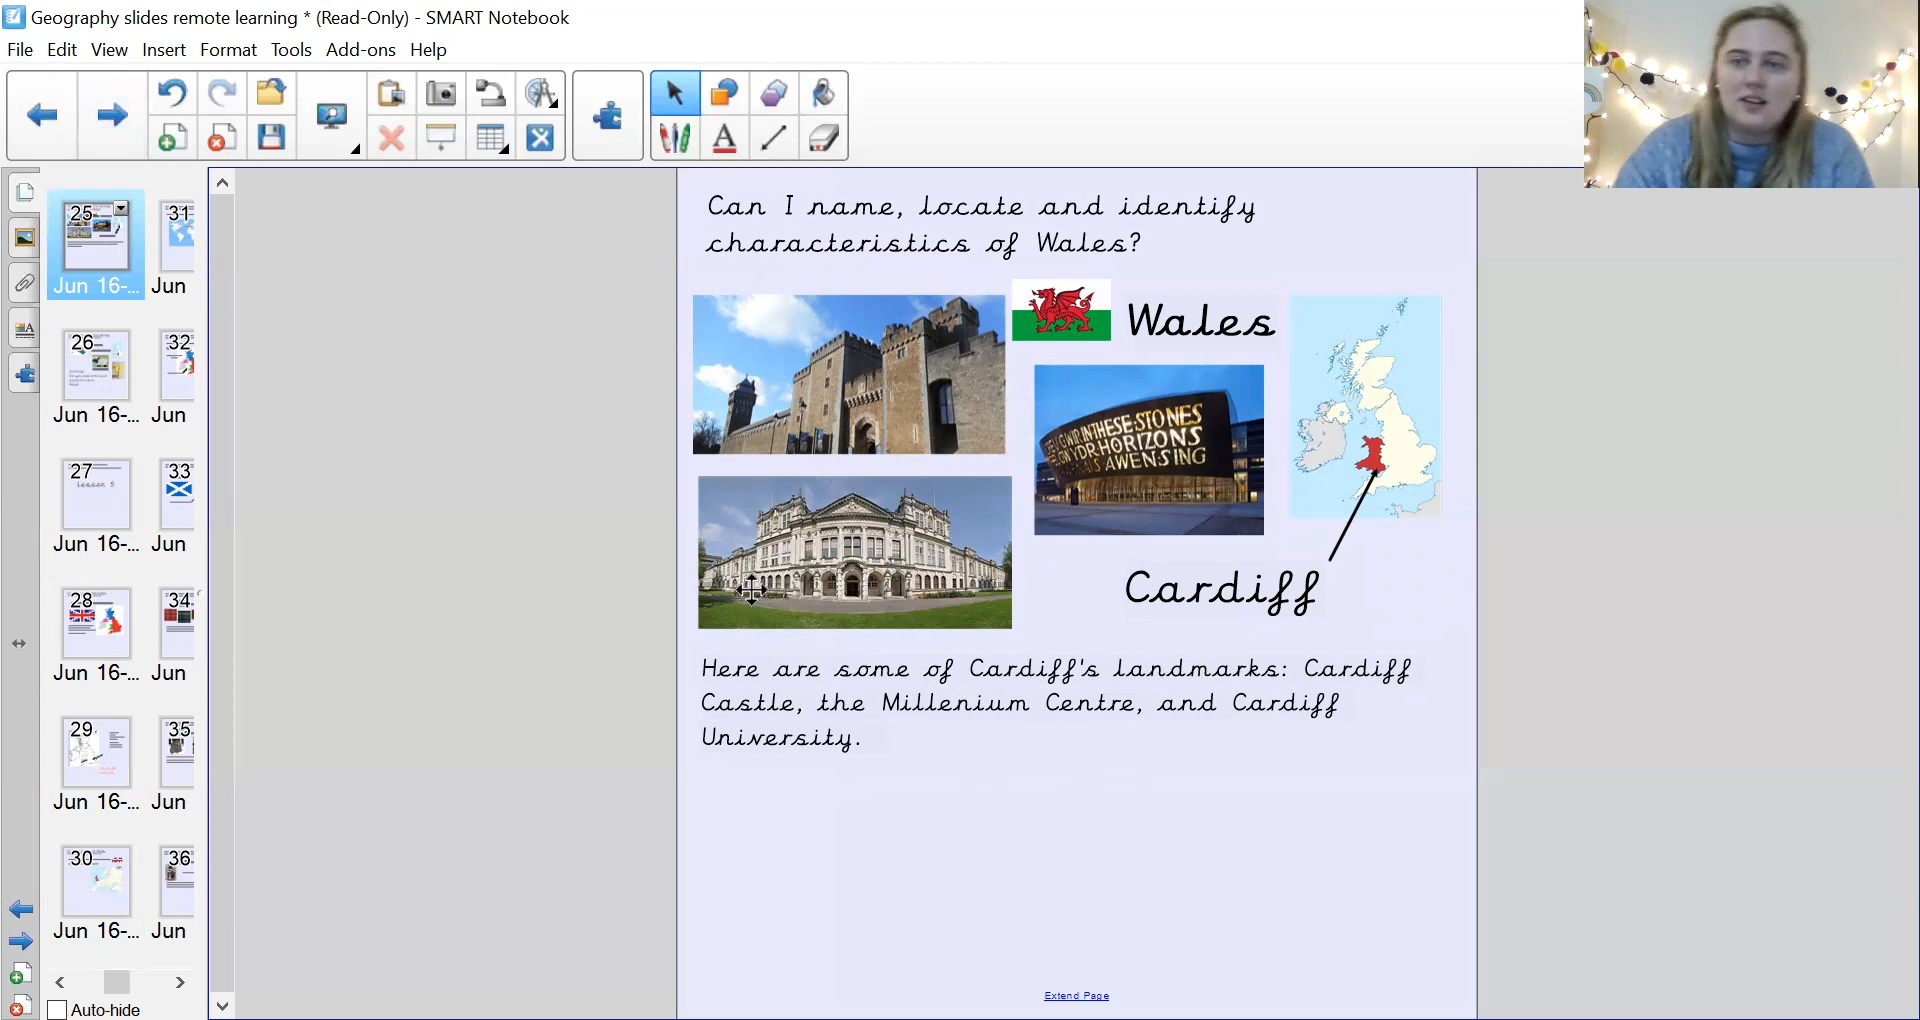 Geography slides remote learning * (Read-Only) - SMART Notebook
File Edit View Insert Format Tools Add-ons Help
Can I name, locate and identify
characteristics of Wales?
Wales
IN THESE STONES
HORIZONS
SING
Cardiff
Here are some of Cardiff's landmarks: Cardiff
Castle, the Millenium Centre, and Cardiff
University.
Extend Page
25 31
Jun 16-... Jun
26 32
Jun 16-... Jun
27 33
Lesson 5
Jun 16-... Jun
28 34
Jun 16-... Jun
29 35
Jun 16-... Jun
30 36
Jun 16-... Jun
Auto-hide